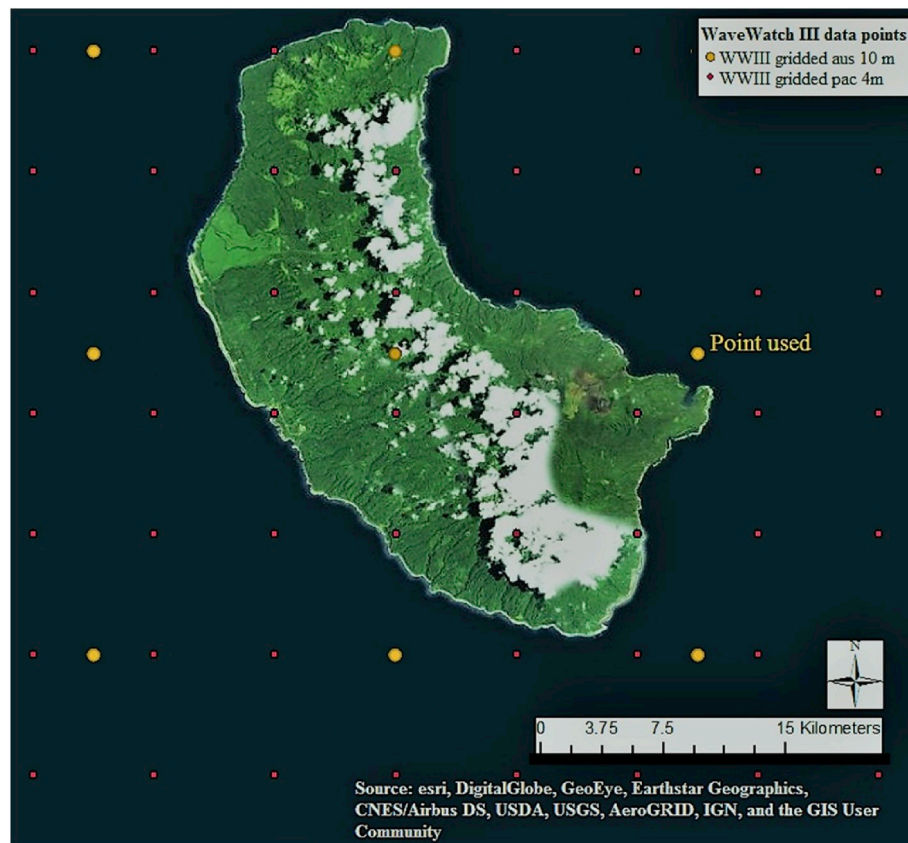 WaveWatch III data points
WWIII gridded aus 10 m
WWIII gridded pac 4m
Point used
N
0 3.75 7.5 15 Kilometers
Source: esri, DigitalGlobe, GeoEye, Earthstar Geographics,
CNES/Airbus DS, USDA, USGS, AeroGRID, IGN, and the GIS User
Community